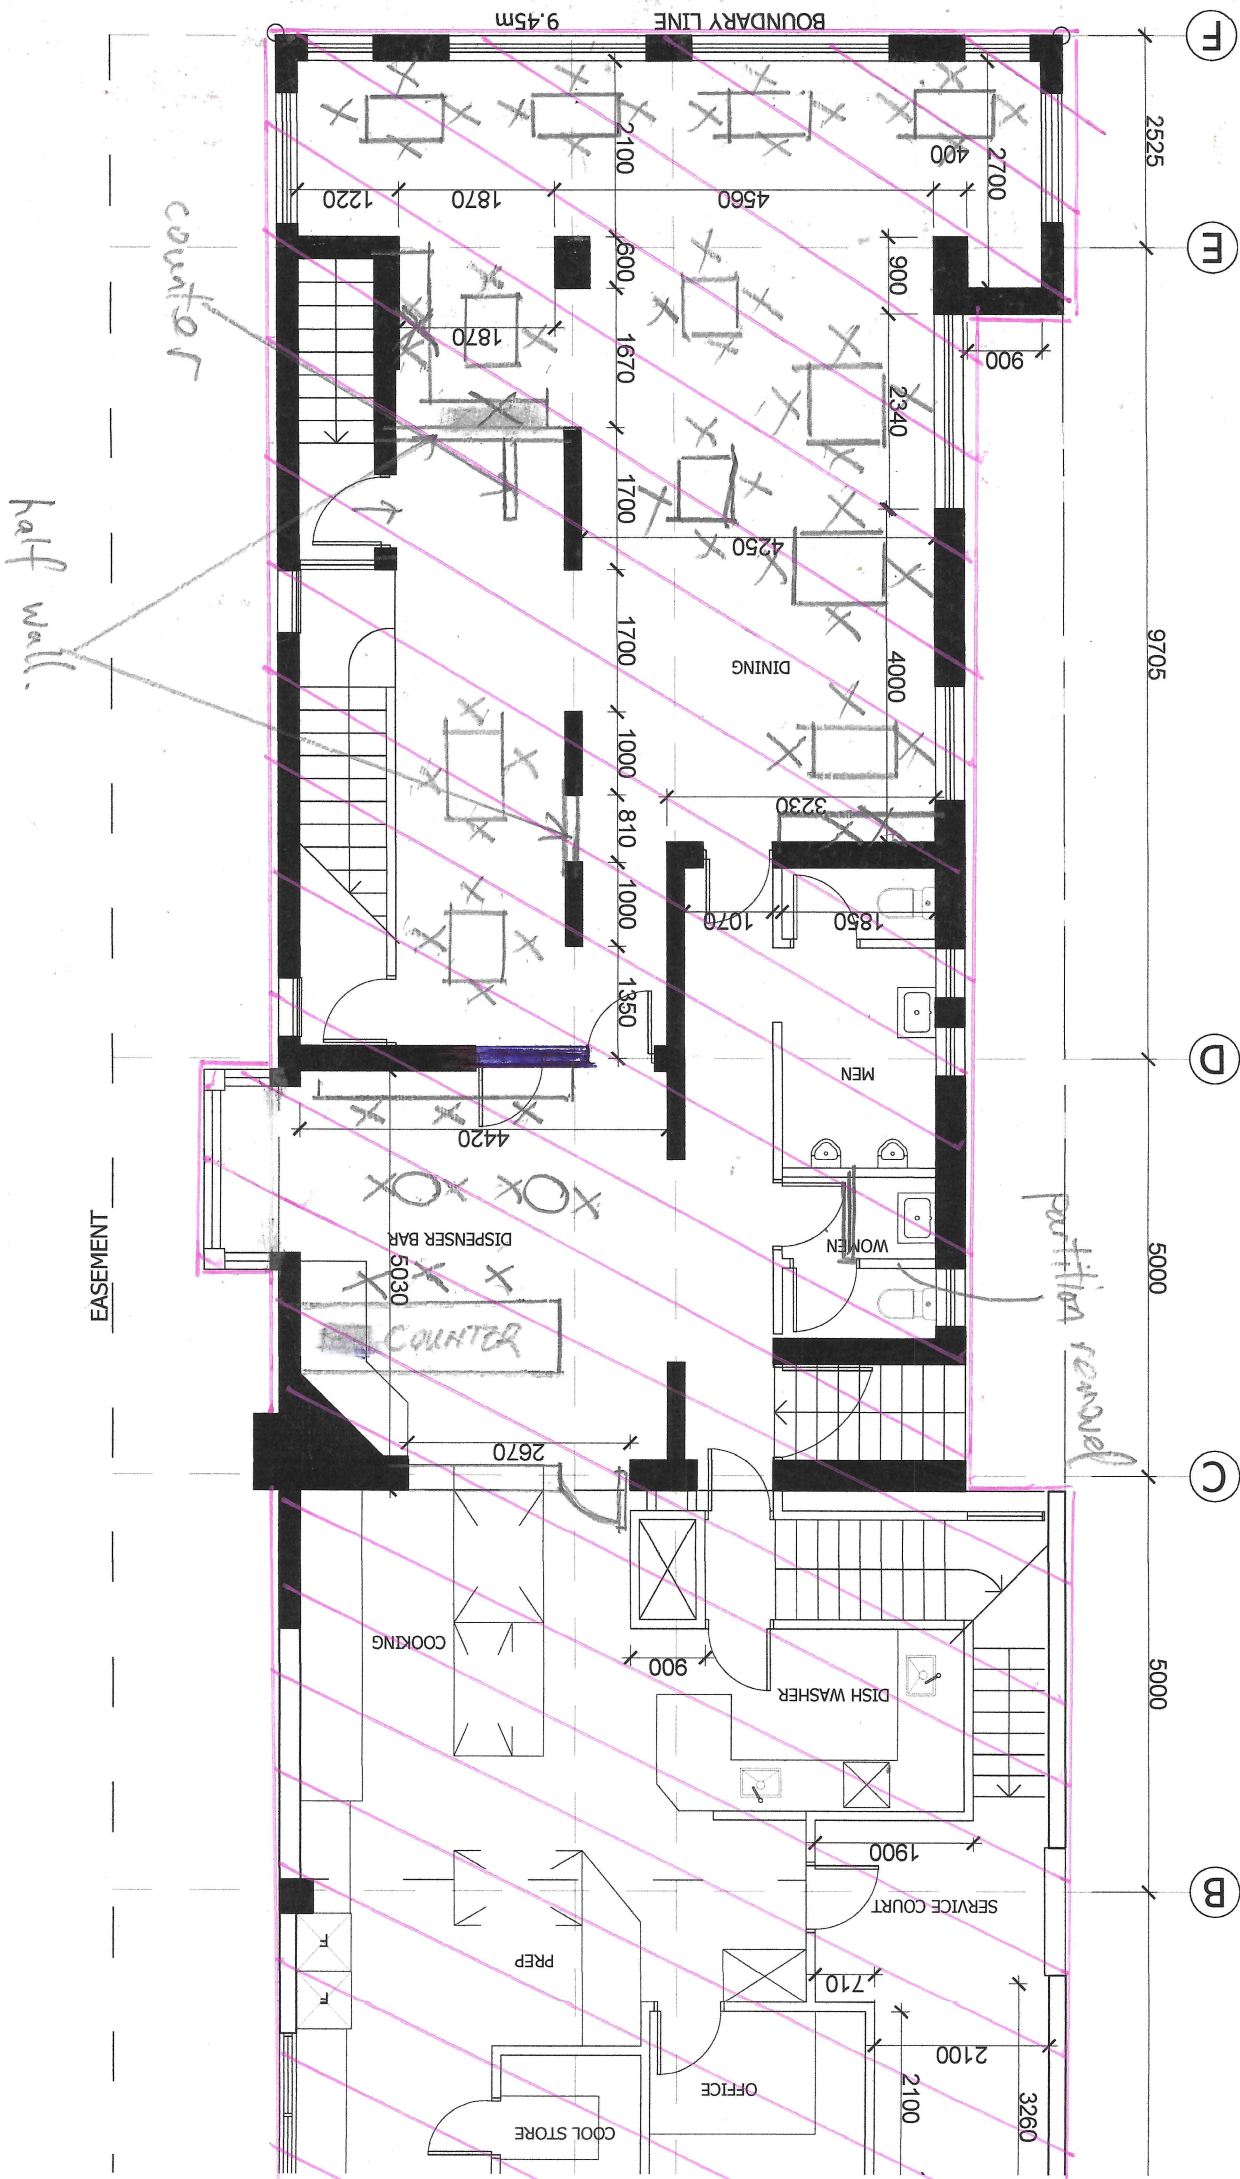 9.45m
BOUNDARY LINE
F
2525
2100
400
2700
1220
1870
4560
E
600
900
900
counter
1870
1670
2340
1700
4250
half wall.
9705
1700
DINING
4000
1000
3230
810
1000
1070
1850
1350
D
MEN
4420
partition removed
EASEMENT
DISPENSER BAR
WOMEN
5030
5000
COUNTER
2670
C
COOKING
900
DISH WASHER
5000
1900
B
SERVICE COURT
F
PREP
710
F
2100
OFFICE
2100
3260
COOL STORE